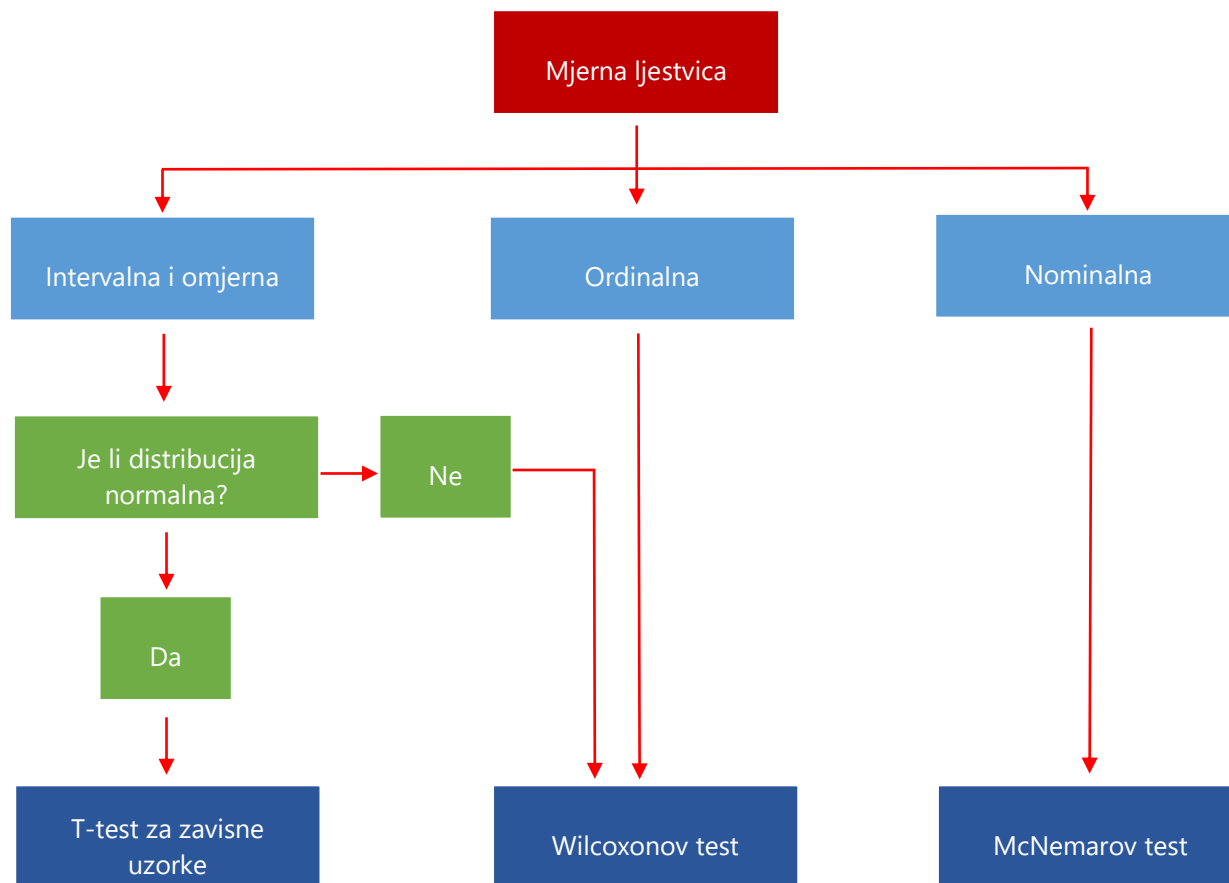 Mjerna ljestvica
Intervalna i omjerna
Ordinalna
Nominalna
Je li distribucija
normalna?
Ne
Da
T-test za zavisne
uzorke
Wilcoxonov test
McNemarov test